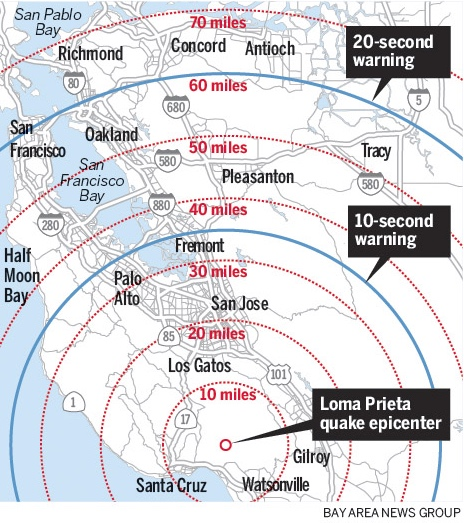 70 miles
San Pablo
Bay
Richmond
Concord
Antioch
20-second
warning
80
60 miles
680
5
San
Francisco
Oakland
50 miles
580
Tracy
San
Francisco
Bay
Pleasanton
580
880
40 miles
280
10-second
warning
Fremont
Half
Moon
Bay
Palo
Alto
30 miles
San Jose
20 miles
85
Los Gatos
101
10 miles
1
17
Loma Prieta
quake epicenter
Gilroy
Santa Cruz
Watsonville
BAY AREA NEWS GROUP